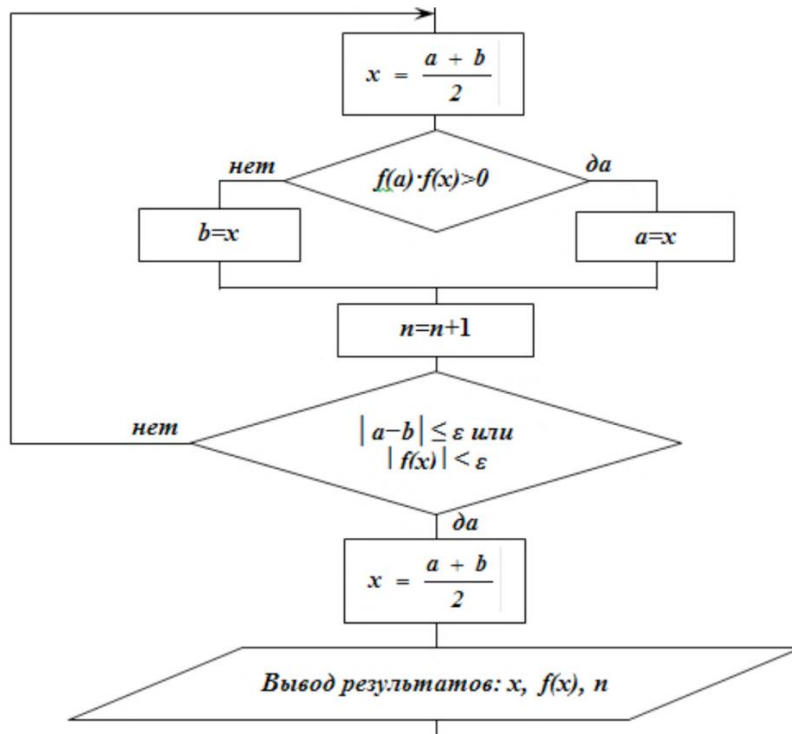 x = a + b / 2
нет
да
f(a)·f(x)>0
b=x
a=x
n=n+1
нет
| a−b | ≤ ε или
| f(x) | < ε
да
x = a + b / 2
Вывод результатов: x, f(x), n